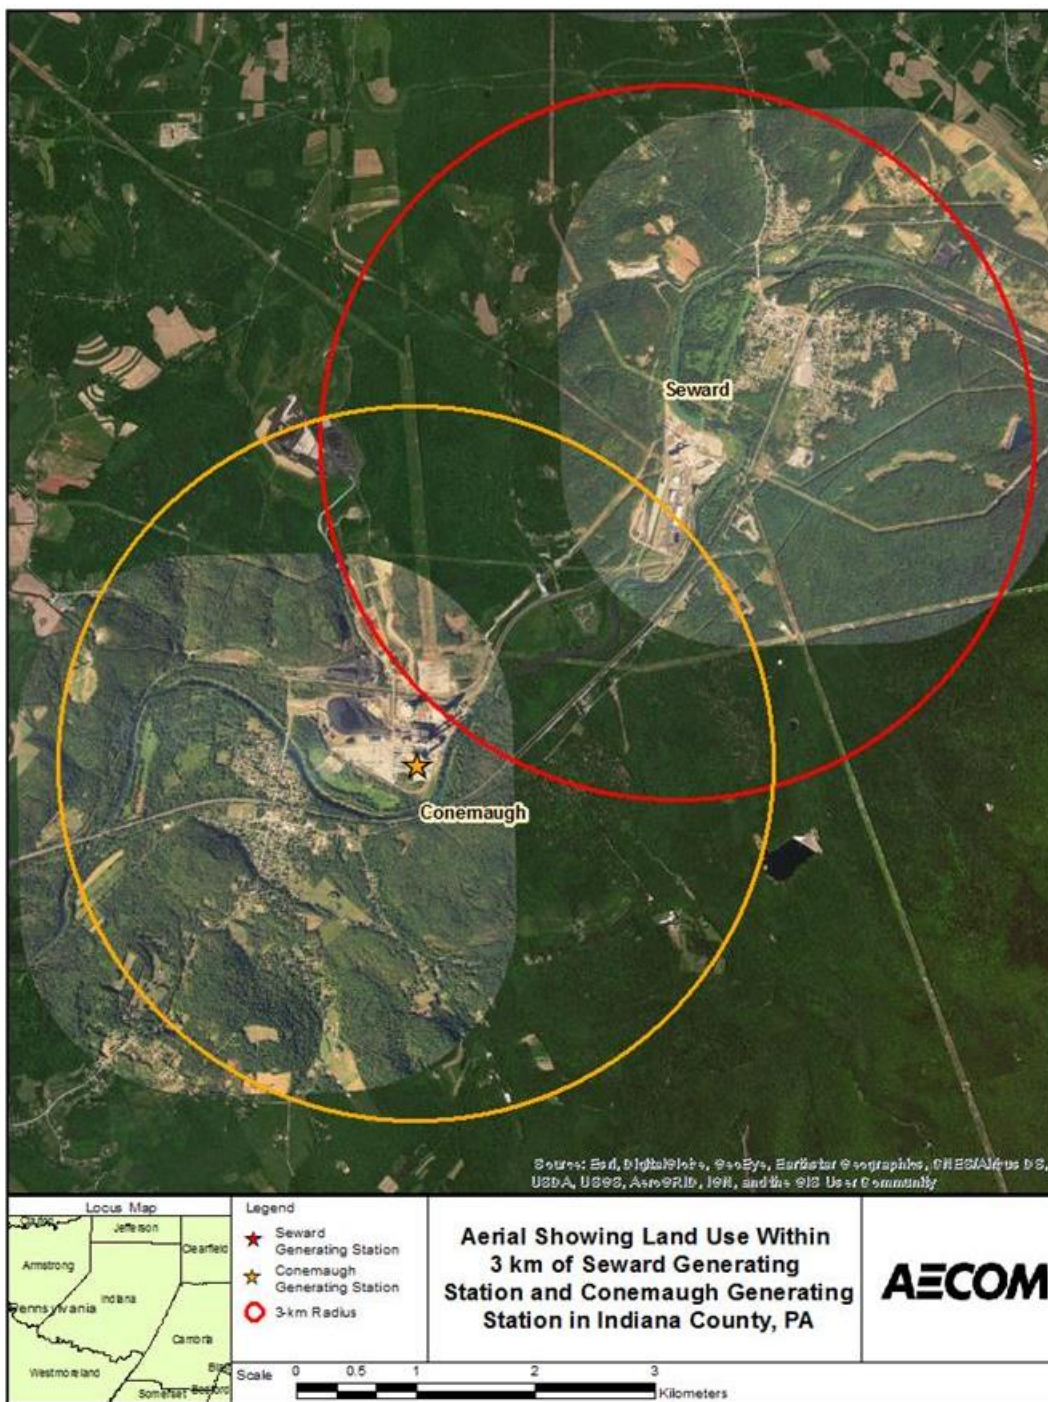 Seward
Conemaugh
Source: Esri, DigitalGlobe, GeoEye, Earthstar Geographics, CNES/Airbus DS,
USDA, USGS, AeroGRID, IGN, and the GIS User Community
Locus Map
Jefferson
Clearfield
Armstrong
Indiana
Pennsylvania
Cambria
Westmoreland
Somerset
Bedford
Legend
Seward
Generating Station
Conemaugh
Generating Station
3-km Radius
Aerial Showing Land Use Within
3 km of Seward Generating
Station and Conemaugh Generating
Station in Indiana County, PA
AECOM
Scale
0 0.5 1 2 3
Kilometers